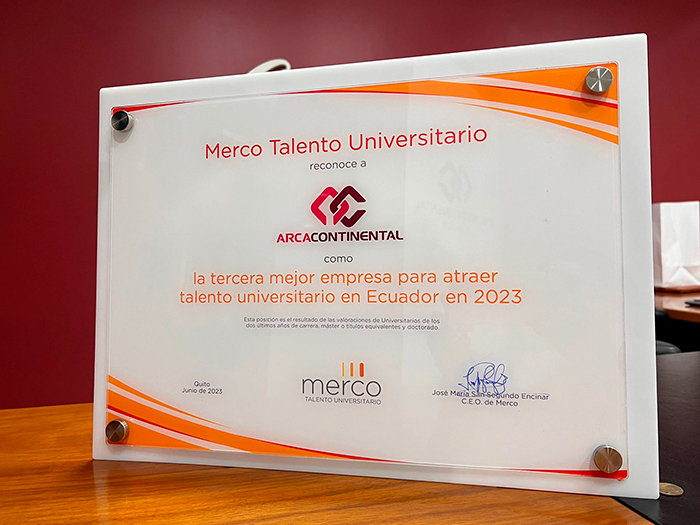 Merco Talento Universitario
reconoce a
ARCACONTINENTAL
como
la tercera mejor empresa para atraer
talento universitario en Ecuador en 2023
Esta posición es el resultado de las valoraciones de Universitarios de los
dos últimos años de carrera, máster o títulos equivalentes y doctorado.
Quito
Junio de 2023
merco
TALENTO UNIVERSITARIO
José María San Segundo Encinar
C.E.O. de Merco